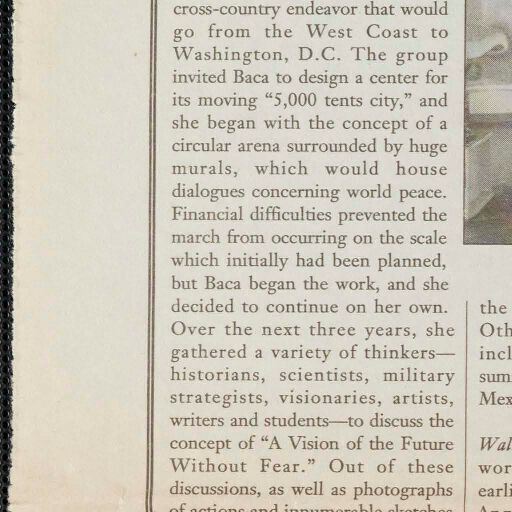 cross-country endeavor that would
go from the West Coast to
Washington, D.C. The group
invited Baca to design a center for
its moving “5,000 tents city,” and
she began with the concept of a
circular arena surrounded by huge
murals, which would house
dialogues concerning world peace.
Financial difficulties prevented the
march from occurring on the scale
which initially had been planned,
but Baca began the work, and she
decided to continue on her own.
Over the next three years, she
gathered a variety of thinkers—
historians, scientists, military
strategists, visionaries, artists,
writers and students—to discuss the
concept of “A Vision of the Future
Without Fear.” Out of these
discussions, as well as photographs
of actions and innumerable sketches
the
Oth
incl
sum
Mex
Wal
wor
earli